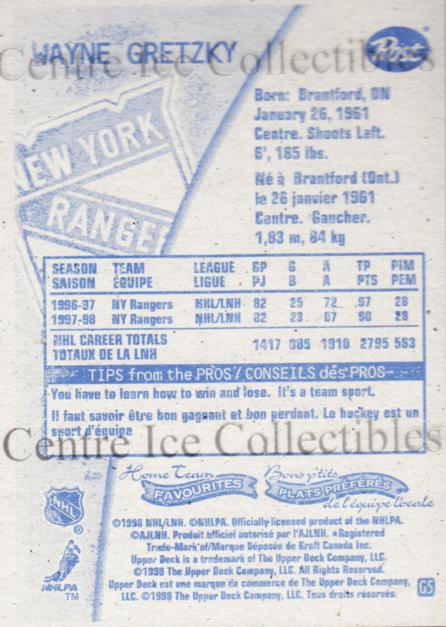 WAYNE GRETZKY
Post
Centre Ice Collectibles
Born: Brantford, ON
January 26, 1961
Centre. Shoots Left.
6', 185 lbs.
NEW YORK
RANGE
Né à Brantford (Ont.)
le 26 janvier 1961
Centre. Gaucher.
1,83 m, 84 kg
SEASON TEAM LEAGUE GP G A TP PIM
SAISON ÉQUIPE LIGUE PJ B A PTS PEM
1996-97 NY Rangers NHL/LNH 82 25 72 97 28
1997-98 NY Rangers NHL/LNH 82 23 67 90 28
NHL CAREER TOTALS
TOTAUX DE LA LNH 1417 885 1910 2795 563
TIPS from the PROS / CONSEILS des PROS
You have to learn how to win and lose. It's a team sport.
Il faut savoir être bon gagnant et bon perdant. Le hockey est un
sport d'équipe
Centre Ice Collectibles
Home Team Bons p'tits
FAVOURITES PLATS PRÉFÉRÉS
de l'équipe locale
NHL
©1998 NHL/LNH. ©NHLPA. Officially licensed product of the NHLPA.
©AJLNH. Produit officiel autorisé par l'AJLNH. *Registered
Trade-Mark of/Marque Déposée de Kraft Canada Inc.
Upper Deck is a trademark of The Upper Deck Company, LLC.
©1998 The Upper Deck Company, LLC. All Rights Reserved.
Upper Deck est une marque de commerce de The Upper Deck Company,
LLC. ©1998 The Upper Deck Company, LLC. Tous droits réservés.
NHLPA
TM